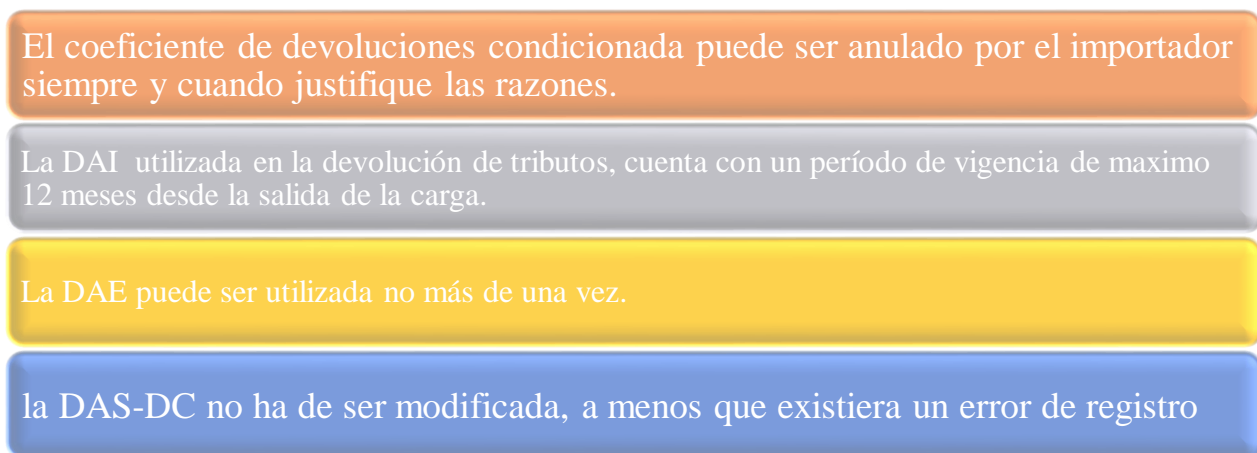 El coeficiente de devoluciones condicionada puede ser anulado por el importador
siempre y cuando justifique las razones.
La DAI utilizada en la devolución de tributos, cuenta con un período de vigencia de maximo
12 meses desde la salida de la carga.
La DAE puede ser utilizada no más de una vez.
la DAS-DC no ha de ser modificada, a menos que existiera un error de registro